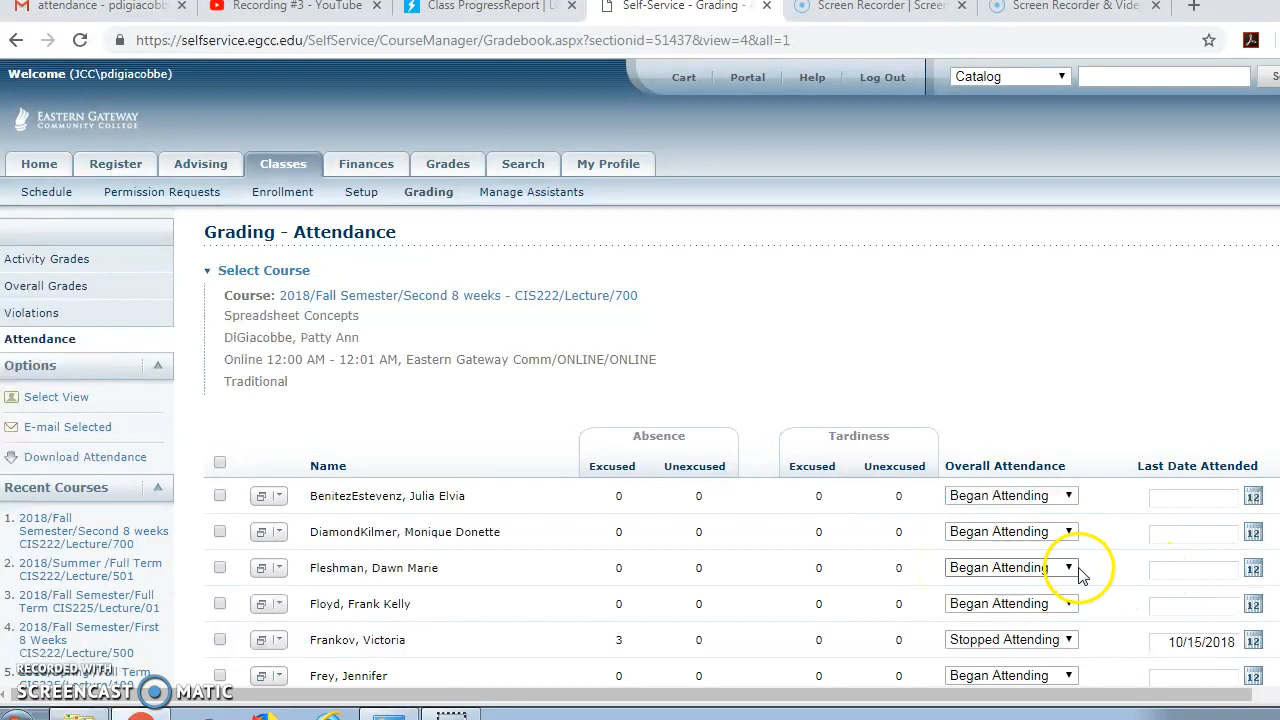 attendance - pdigiacobb
Recording #3 - YouTube
Class ProgressReport | L
Self-Service - Grading -
Screen Recorder | Screen
Screen Recorder & Vide
https://selfservice.egcc.edu/SelfService/CourseManager/Gradebook.aspx?sectionid=51437&view=4&all=1
Welcome (JCC\pdigiacobbe)
Cart Portal Help Log Out Catalog
EASTERN GATEWAY
COMMUNITY COLLEGE
Home Register Advising Classes Finances Grades Search My Profile
Schedule Permission Requests Enrollment Setup Grading Manage Assistants
Activity Grades
Overall Grades
Violations
Attendance
Options
Select View
E-mail Selected
Download Attendance
Recent Courses
1. 2018/Fall
Semester/Second 8 weeks
CIS222/Lecture/700
2. 2018/Summer /Full Term
CIS222/Lecture/501
3. 2018/Fall Semester/Full
Term CIS225/Lecture/01
4. 2018/Fall Semester/First
8 Weeks
CIS222/Lecture/500
Grading - Attendance
Select Course
Course: 2018/Fall Semester/Second 8 weeks - CIS222/Lecture/700
Spreadsheet Concepts
DiGiacobbe, Patty Ann
Online 12:00 AM - 12:01 AM, Eastern Gateway Comm/ONLINE/ONLINE
Traditional
Absence Tardiness
Name Excused Unexcused Excused Unexcused Overall Attendance Last Date Attended
BenitezEstevenz, Julia Elvia 0 0 0 0 Began Attending 12
DiamondKilmer, Monique Donette 0 0 0 0 Began Attending 12
Fleshman, Dawn Marie 0 0 0 0 Began Attending 12
Floyd, Frank Kelly 0 0 0 0 Began Attending 12
Frankov, Victoria 3 0 0 0 Stopped Attending 10/15/2018 12
Frey, Jennifer 0 0 0 0 Began Attending 12
RECORDED WITH
SCREENCAST MATIC